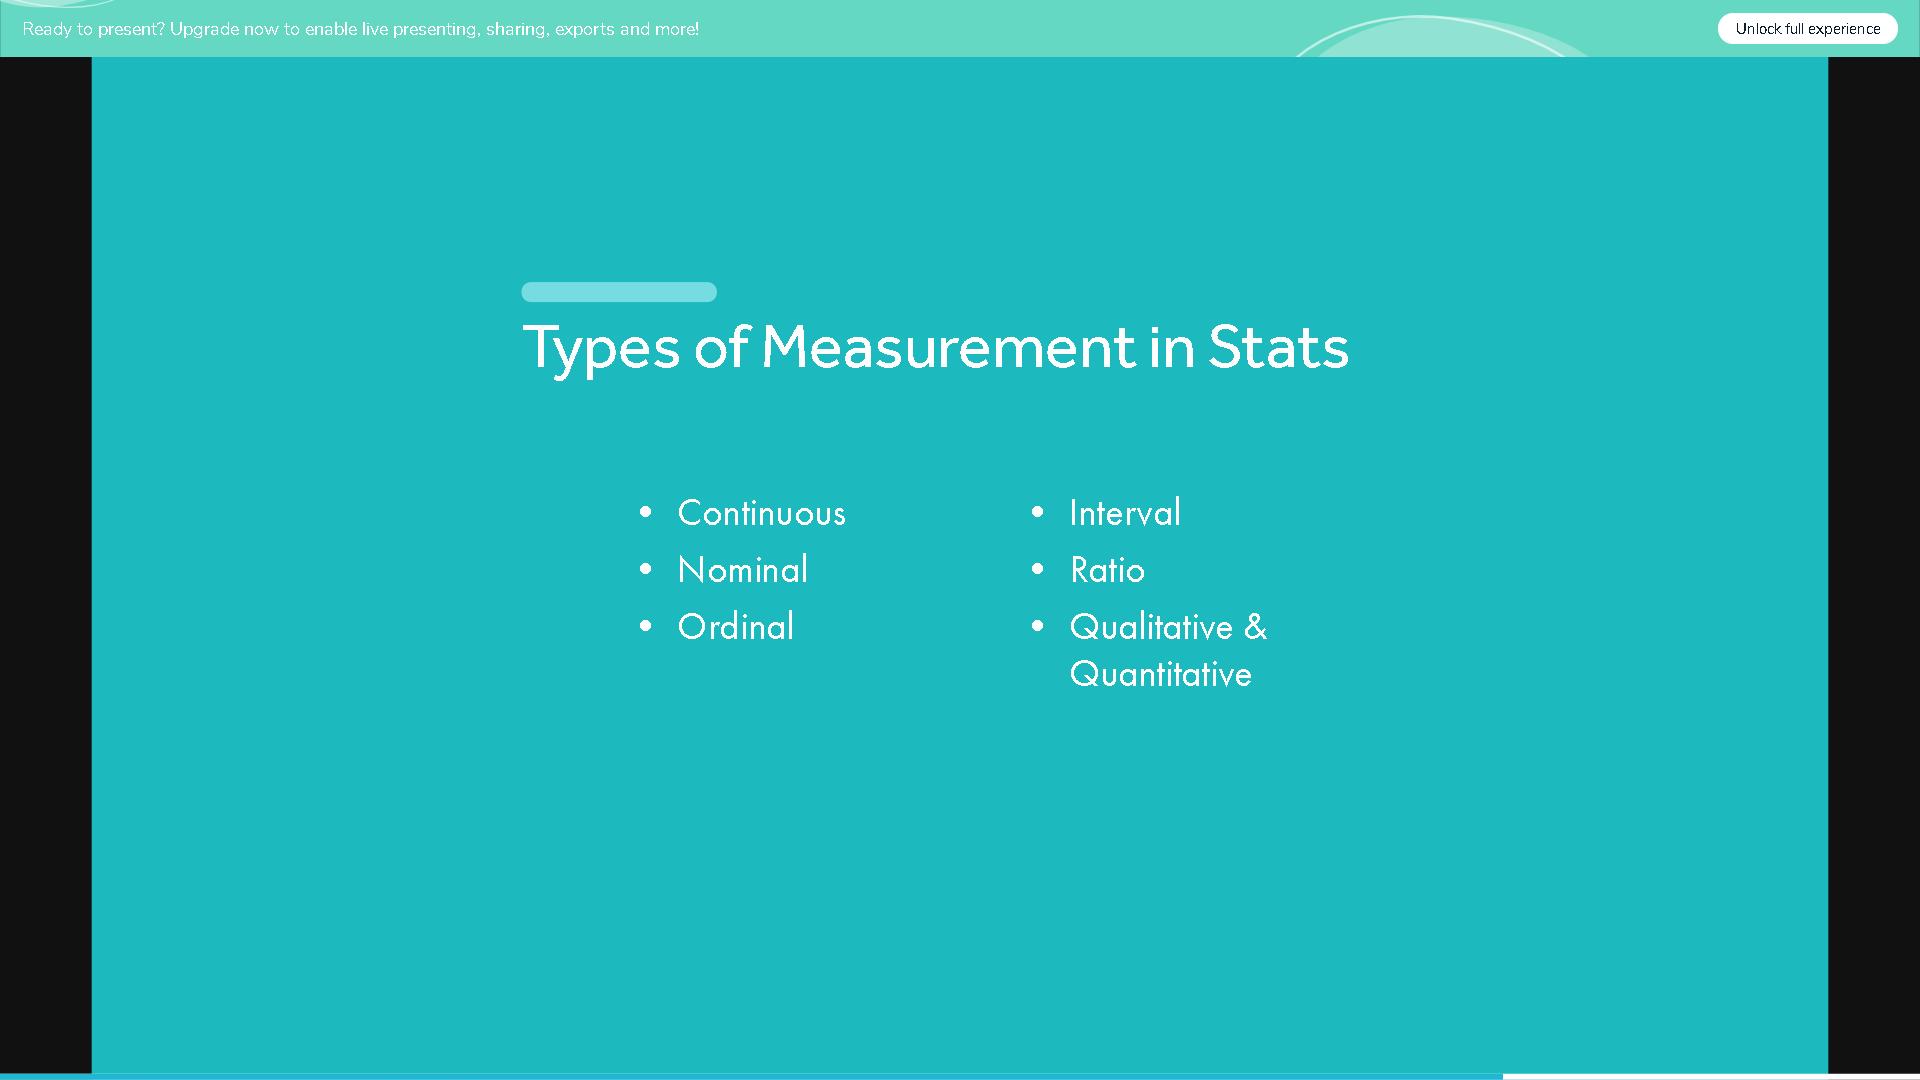 Ready to present? Upgrade now to enable live presenting, sharing, exports and more!
Unlock full experience
Types of Measurement in Stats
• Continuous
• Nominal
• Ordinal
• Interval
• Ratio
• Qualitative &
Quantitative